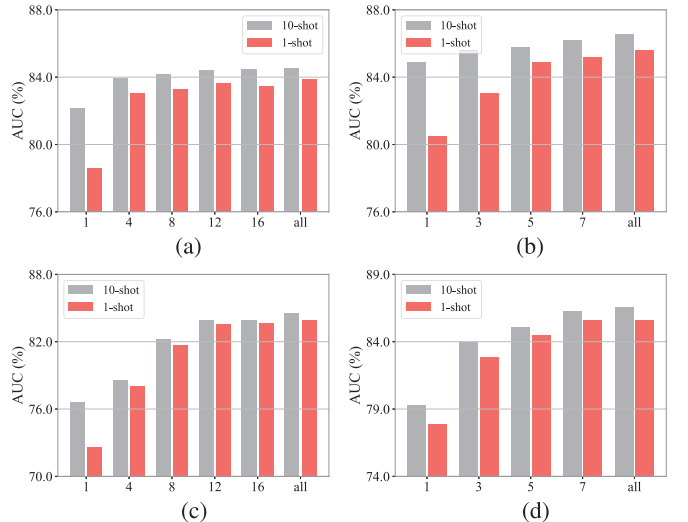 88.0
84.0
80.0
76.0
AUC (%)
10-shot
1-shot
1 4 8 12 16 all
(a)
88.0
84.0
80.0
76.0
AUC (%)
10-shot
1-shot
1 3 5 7 all
(b)
88.0
82.0
76.0
70.0
AUC (%)
10-shot
1-shot
1 4 8 12 16 all
(c)
89.0
84.0
79.0
74.0
AUC (%)
10-shot
1-shot
1 3 5 7 all
(d)